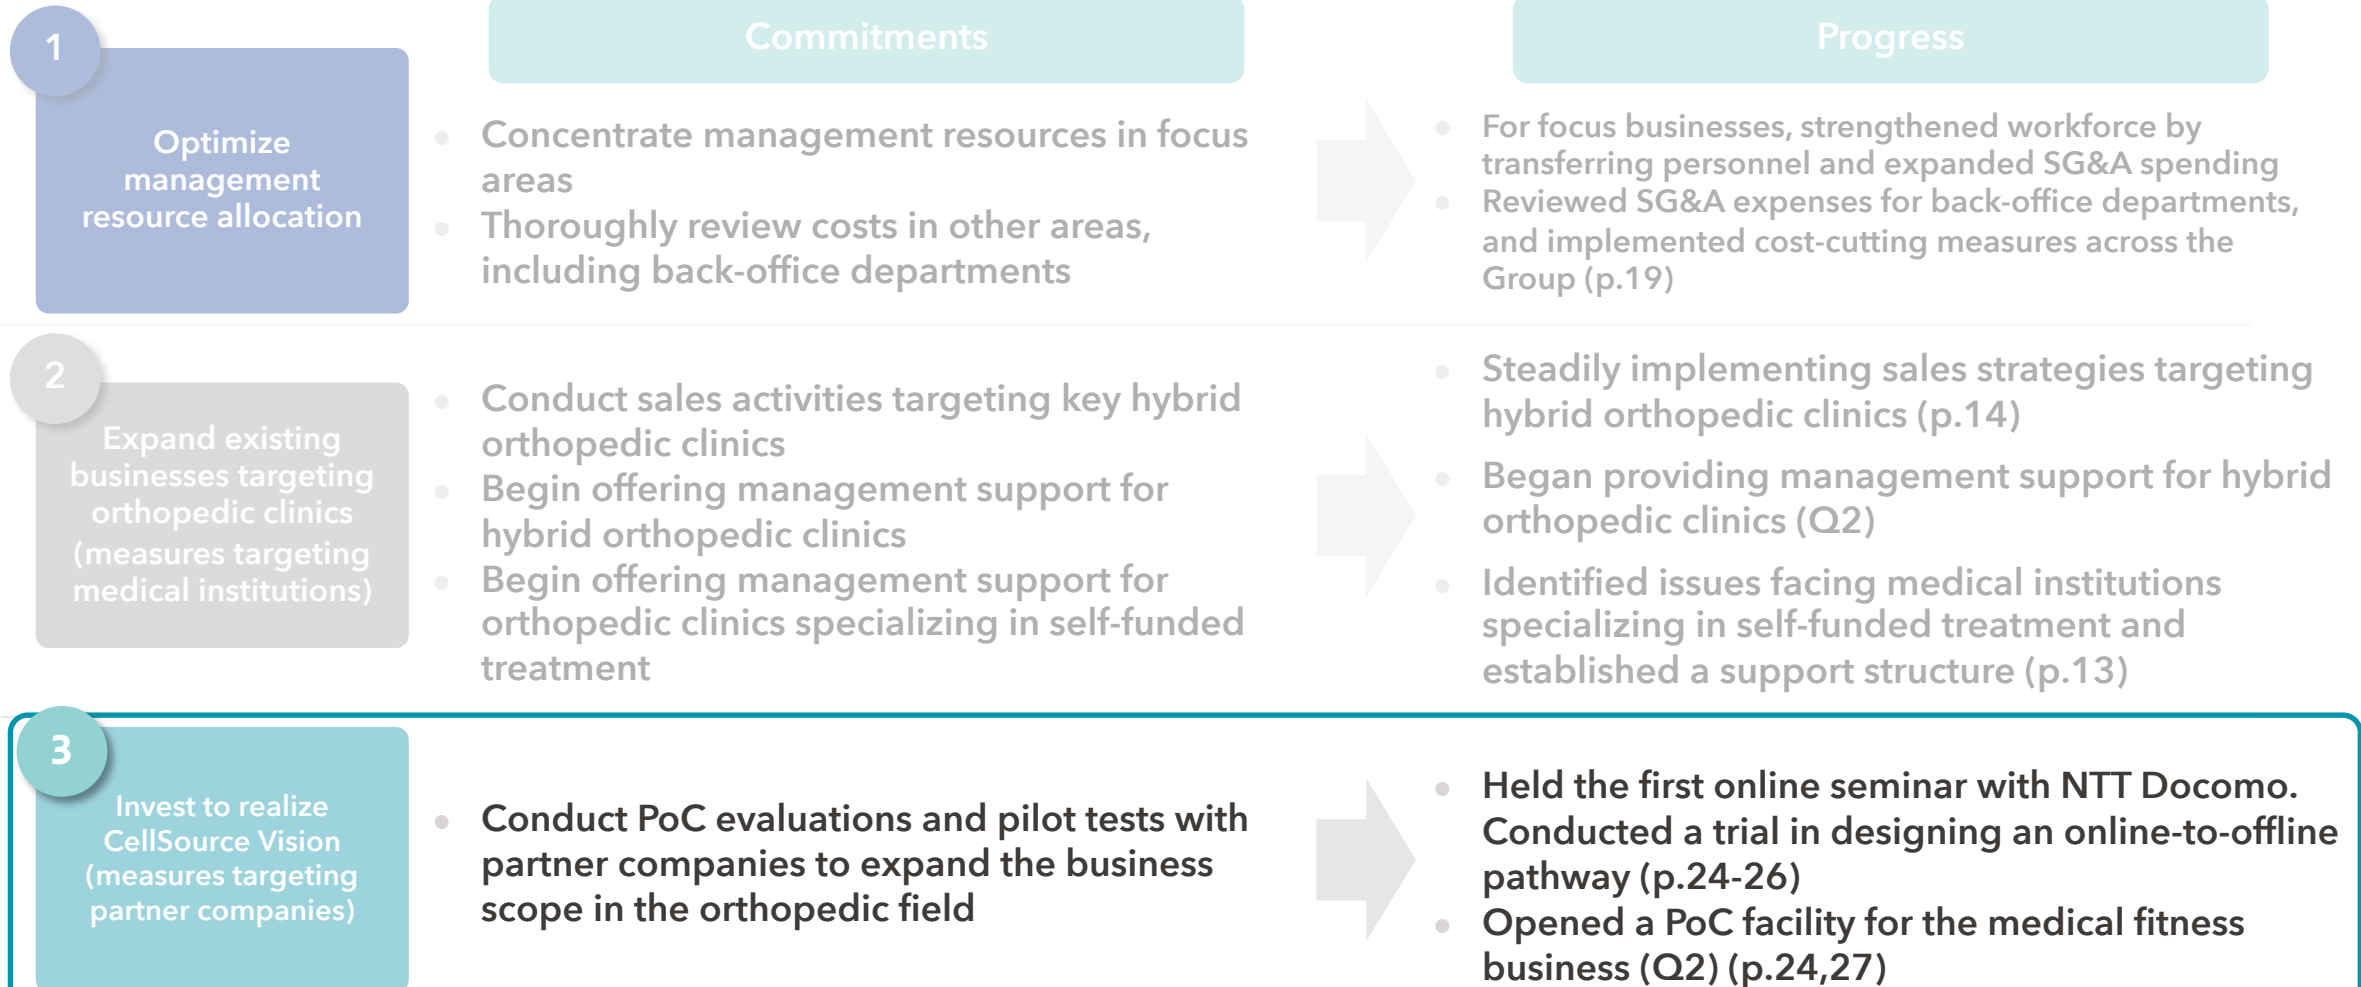 Commitments
Progress
1
Optimize
management
resource allocation
● Concentrate management resources in focus
areas
● Thoroughly review costs in other areas,
including back-office departments
● For focus businesses, strengthened workforce by
transferring personnel and expanded SG&A spending
● Reviewed SG&A expenses for back-office departments,
and implemented cost-cutting measures across the
Group (p.19)
2
Expand existing
businesses targeting
orthopedic clinics
(measures targeting
medical institutions)
● Conduct sales activities targeting key hybrid
orthopedic clinics
● Begin offering management support for
hybrid orthopedic clinics
● Begin offering management support for
orthopedic clinics specializing in self-funded
treatment
● Steadily implementing sales strategies targeting
hybrid orthopedic clinics (p.14)
● Began providing management support for hybrid
orthopedic clinics (Q2)
● Identified issues facing medical institutions
specializing in self-funded treatment and
established a support structure (p.13)
3
Invest to realize
CellSource Vision
(measures targeting
partner companies)
● Conduct PoC evaluations and pilot tests with
partner companies to expand the business
scope in the orthopedic field
● Held the first online seminar with NTT Docomo.
Conducted a trial in designing an online-to-offline
pathway (p.24-26)
● Opened a PoC facility for the medical fitness
business (Q2) (p.24,27)